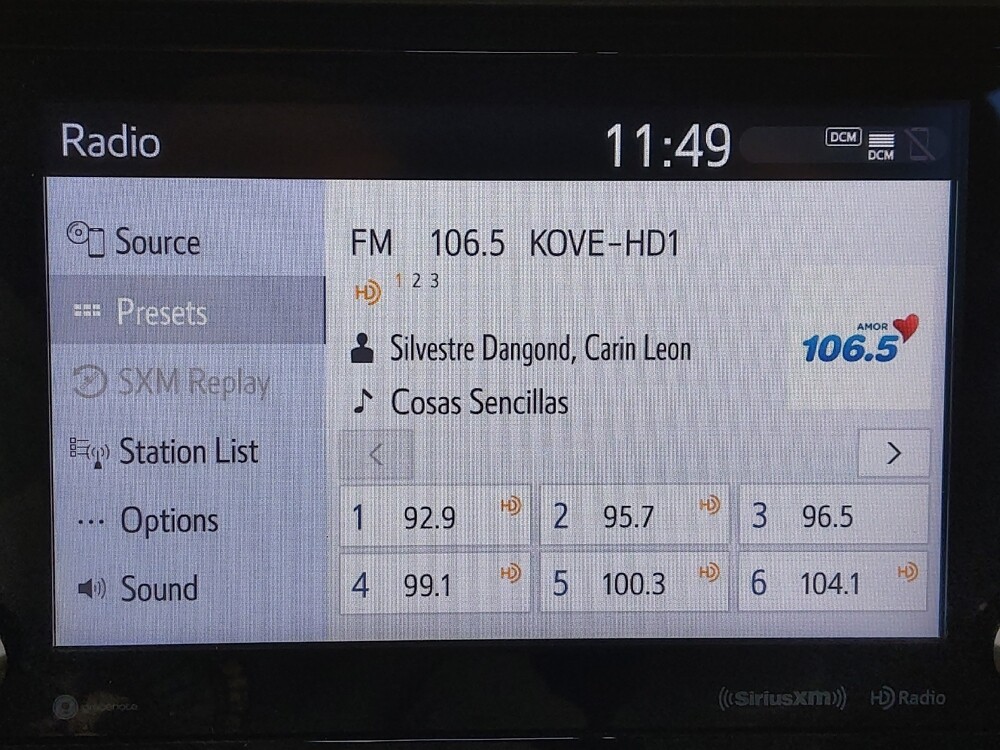 Radio 11:49 DCM DCM
Source
Presets
SXM Replay
Station List
... Options
Sound
FM 106.5 KOVE-HD1
HD 1 2 3
Silvestre Dangond, Carin Leon
Cosas Sencillas
AMOR
106.5
< >
1 92.9 HD 2 95.7 HD 3 96.5
4 99.1 HD 5 100.3 HD 6 104.1 HD
gracenote ((SiriusXM)) HD Radio